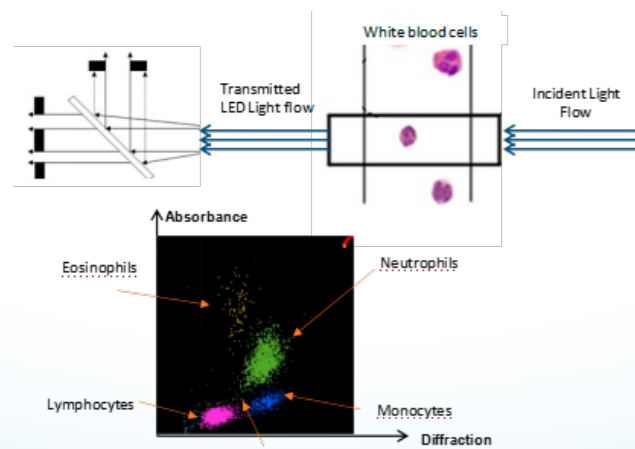 White blood cells
Transmitted
LED Light flow
Incident Light
Flow
Absorbance
Eosinophils
Neutrophils
Lymphocytes
Monocytes
Diffraction